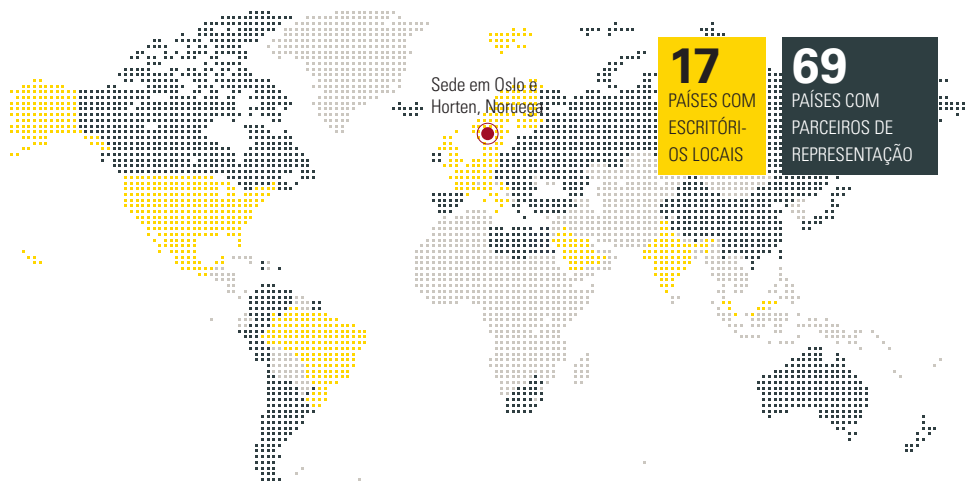 Sede em Oslo e
Horten, Noruega
17
PAÍSES COM
ESCRITÓRI-
OS LOCAIS
69
PAÍSES COM
PARCEIROS DE
REPRESENTAÇÃO